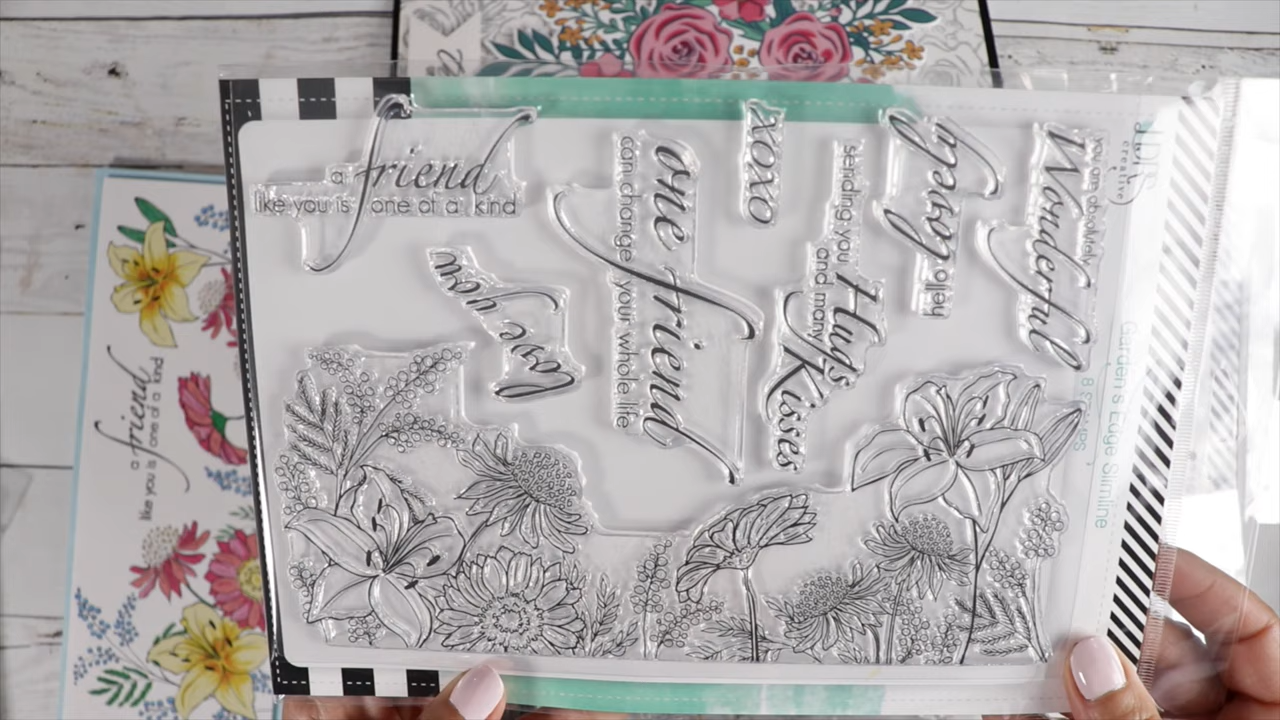 a friend
like you is one of a kind
love you
one friend
can change your whole life
xoxo
sending you
Hugs
and many
Kisses
hello
gorgeous
you are absolutely
Wonderful
creative
Garden's Edge Slimline
8 stamps
a friend
like you is one of a kind